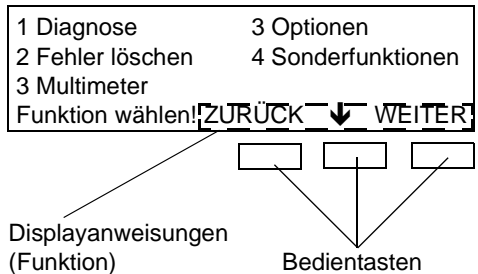 1 Diagnose 3 Optionen
2 Fehler löschen 4 Sonderfunktionen
3 Multimeter
Funktion wählen! ZURÜCK 🡻 WEITER
Displayanweisungen
(Funktion) Bedientasten